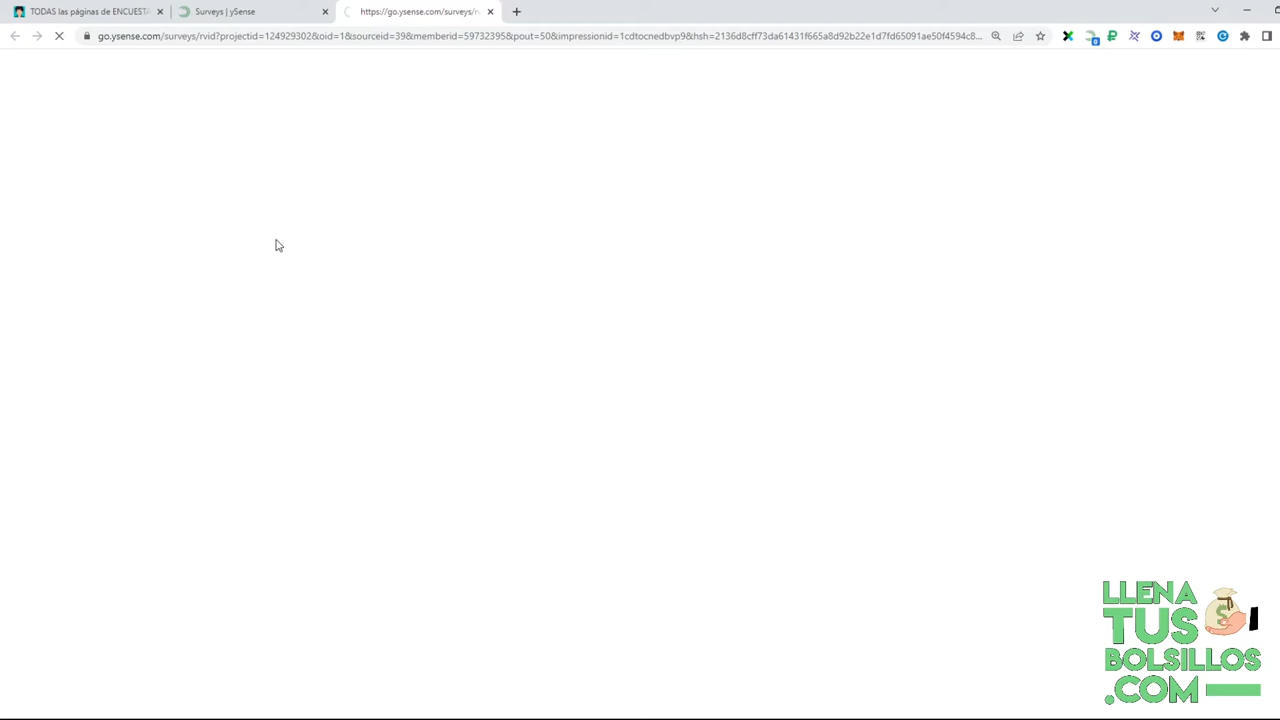 TODAS las páginas de ENCUESTA
Surveys | ySense
https://go.ysense.com/surveys/rv
go.ysense.com/surveys/rvid?projectid=124929302&oid=1&sourceid=39&memberid=59732395&pout=50&impressionid=1cdtocnedbvp9&hsh=2136d8cff73da61431f665a8d92b22e1d7fd65091ae50f4594c8...
LLENA
TUS
BOLSILLOS
.COM